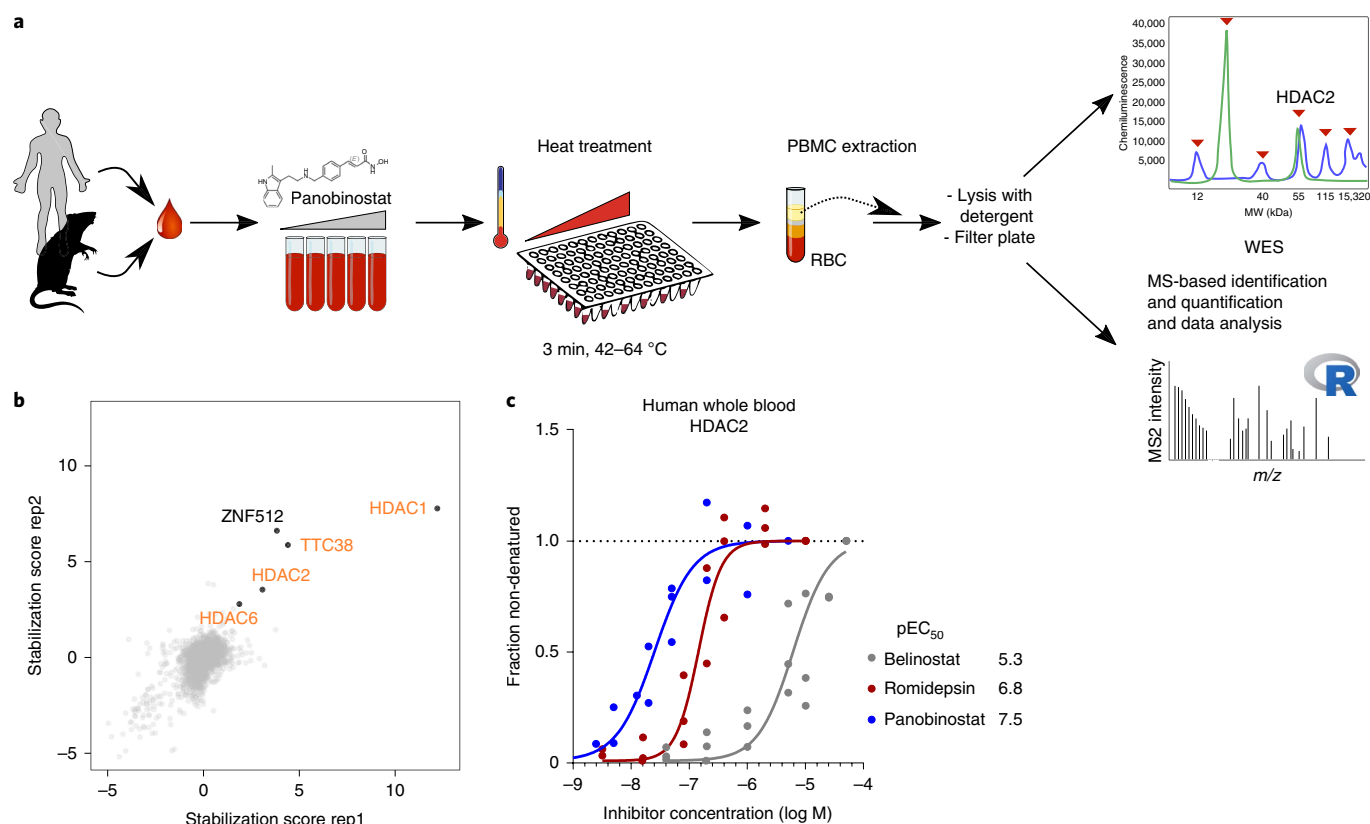 a
Panobinostat
(E)
O
N
H
OH
H
N
N
H
Heat treatment
3 min, 42–64 °C
PBMC extraction
RBC
- Lysis with
detergent
- Filter plate
Chemiluminescence
40,000
35,000
30,000
25,000
20,000
15,000
10,000
5,000
HDAC2
12
40
55
115
15,320
MW (kDa)
WES
MS-based identification
and quantification
and data analysis
MS2 intensity
R
m/z
b
Stabilization score rep2
10
5
0
–5
ZNF512
HDAC1
TTC38
HDAC2
HDAC6
–5
0
5
10
Stabilization score rep1
c
Human whole blood
HDAC2
Fraction non-denatured
1.5
1.0
0.5
0
–9
–8
–7
–6
–5
–4
Inhibitor concentration (log M)
pEC50
Belinostat 5.3
Romidepsin 6.8
Panobinostat 7.5